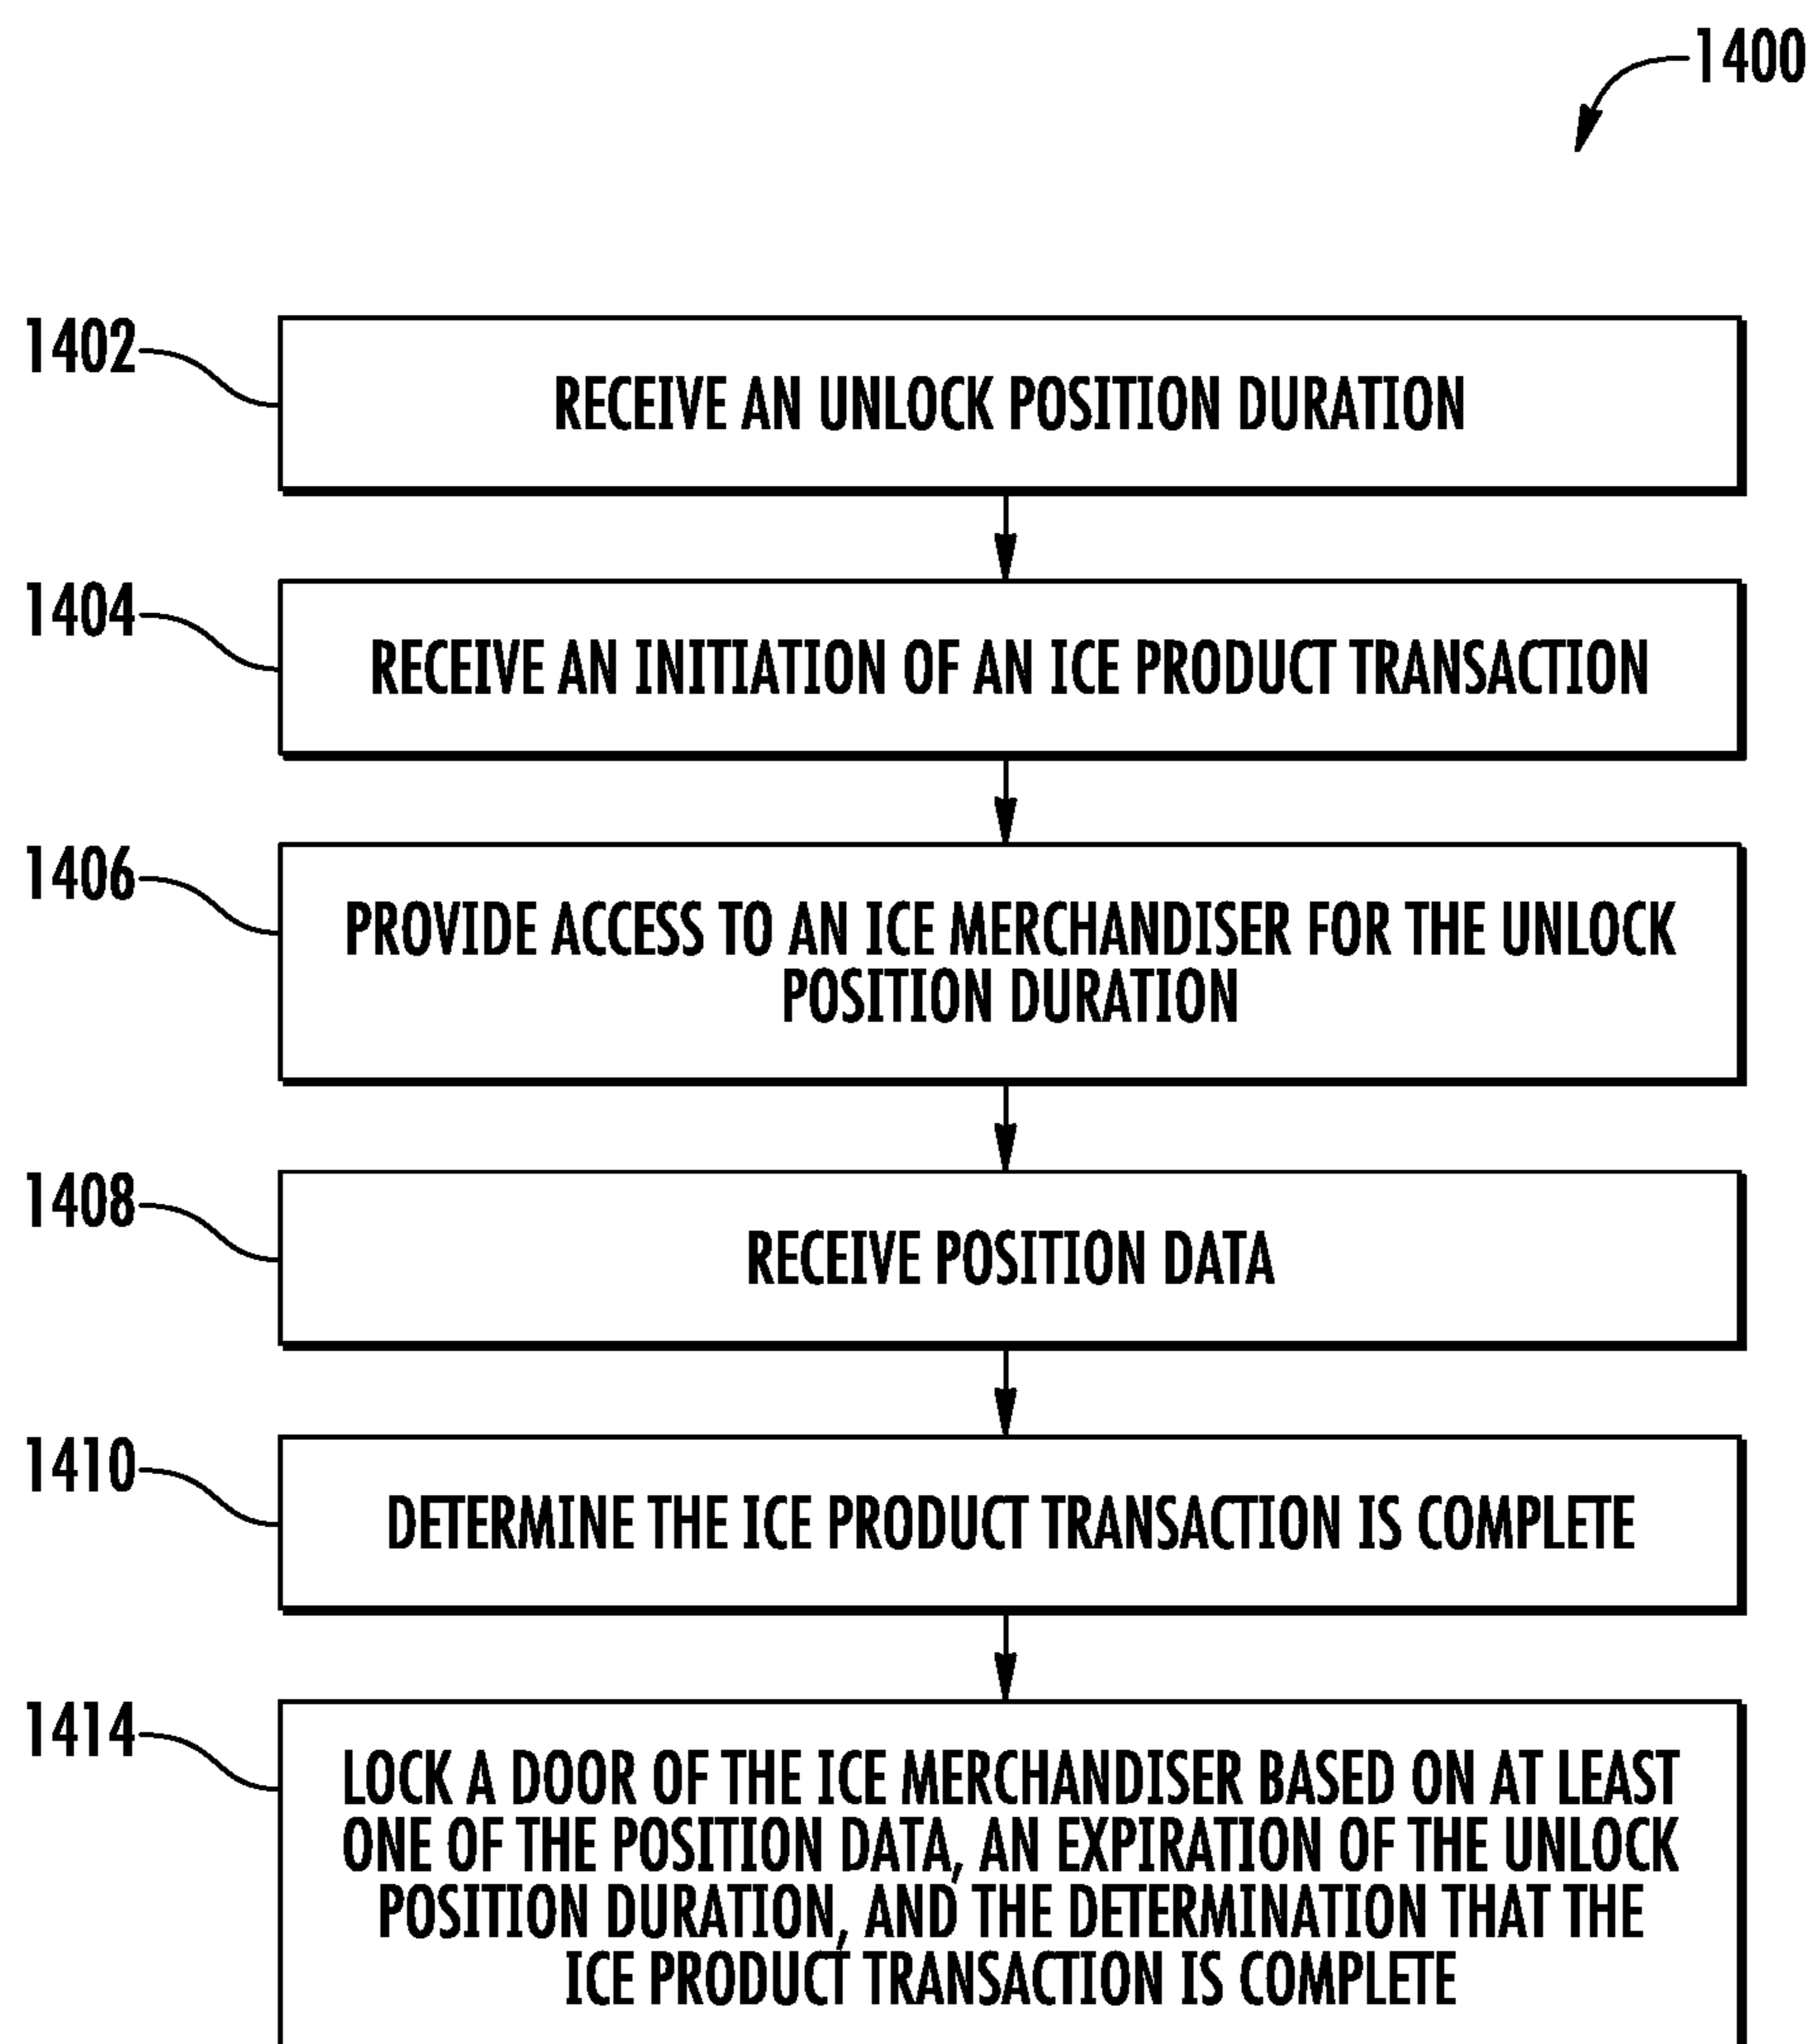 1400
1402
RECEIVE AN UNLOCK POSITION DURATION
1404
RECEIVE AN INITIATION OF AN ICE PRODUCT TRANSACTION
1406
PROVIDE ACCESS TO AN ICE MERCHANDISER FOR THE UNLOCK
POSITION DURATION
1408
RECEIVE POSITION DATA
1410
DETERMINE THE ICE PRODUCT TRANSACTION IS COMPLETE
1414
LOCK A DOOR OF THE ICE MERCHANDISER BASED ON AT LEAST
ONE OF THE POSITION DATA, AN EXPIRATION OF THE UNLOCK
POSITION DURATION, AND THE DETERMINATION THAT THE
ICE PRODUCT TRANSACTION IS COMPLETE